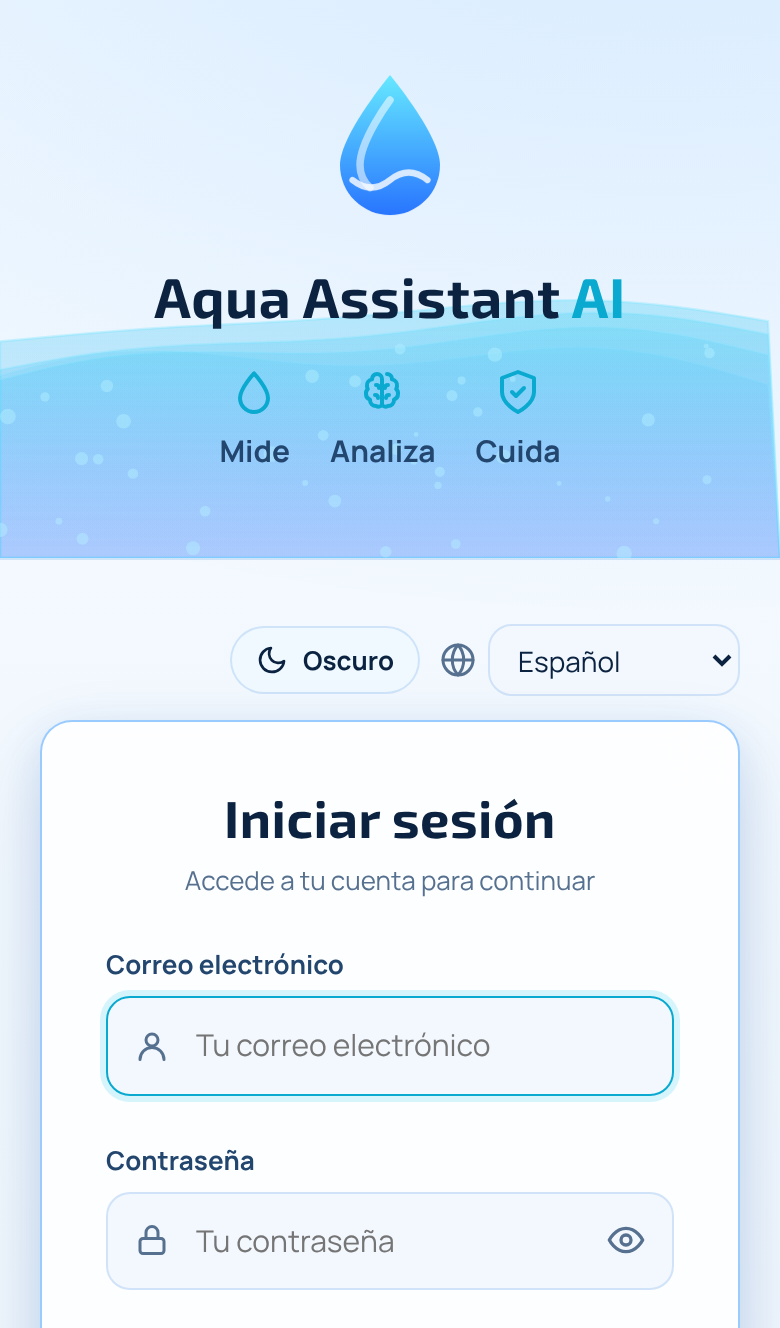 Aqua Assistant AI
Mide Analiza Cuida
Oscuro Español
Iniciar sesión
Accede a tu cuenta para continuar
Correo electrónico
Tu correo electrónico
Contraseña
Tu contraseña